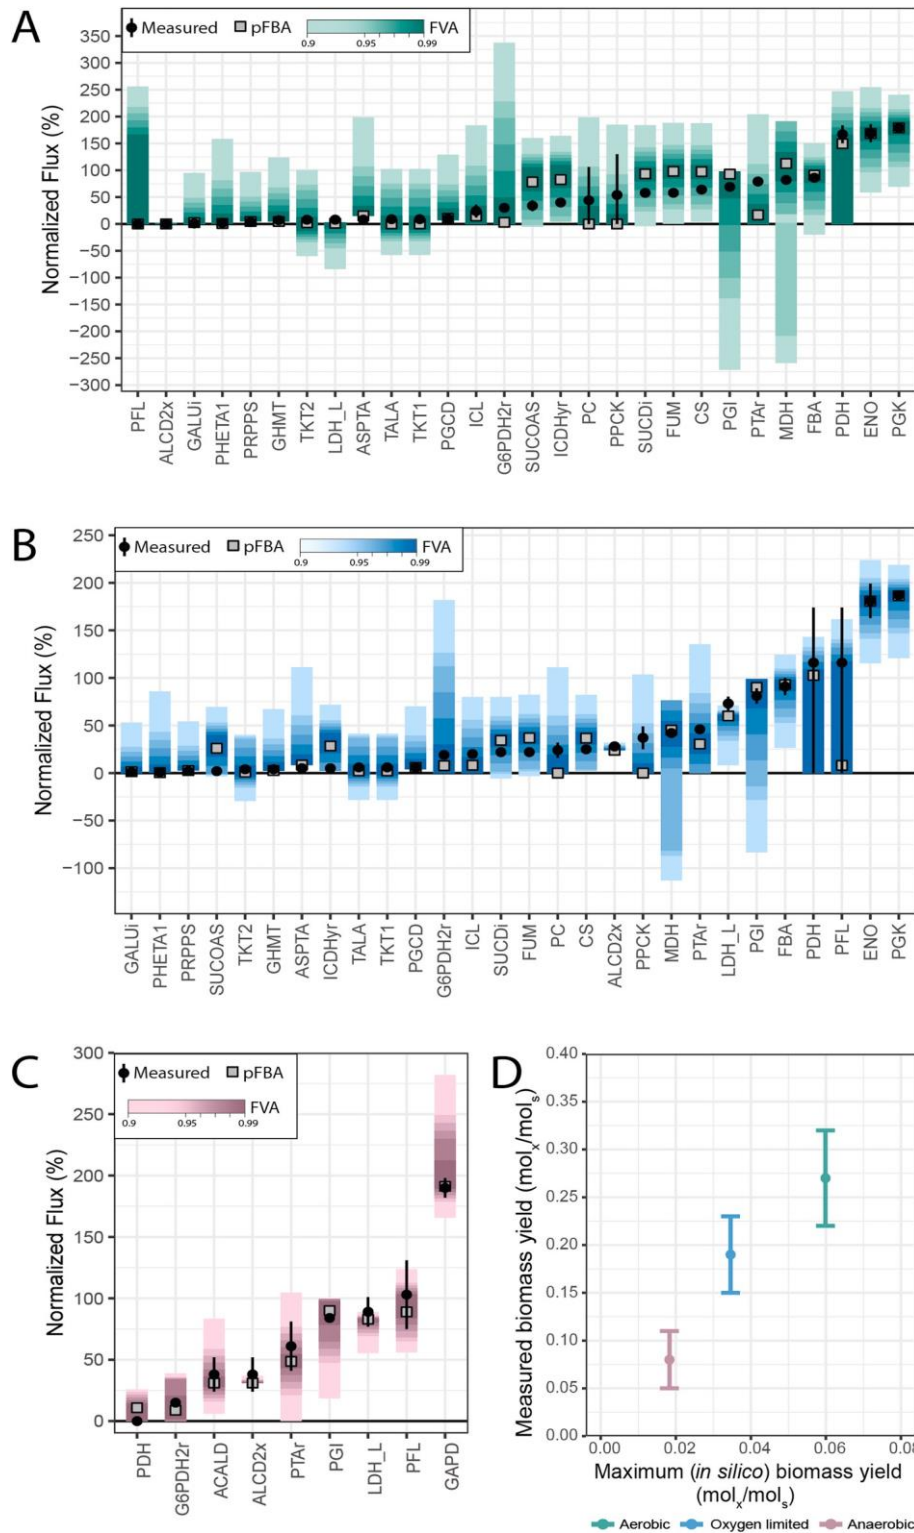 A
Measured pFBA FVA
0.9 0.95 0.99
Normalized Flux (%)
350
300
250
200
150
100
50
0
−50
−100
−150
−200
−250
−300
PFL
ALCD2x
GALUi
PHETA1
PRPPS
GHMT
TKT2
LDH_L
ASPTA
TALA
TKT1
PGCD
ICL
G6PDH2r
SUCOAS
ICDHyr
PC
PPCK
SUCDi
FUM
CS
PGI
PTAr
MDH
FBA
PDH
ENO
PGK
B
Measured pFBA FVA
0.9 0.95 0.99
Normalized Flux (%)
250
200
150
100
50
0
−50
−100
GALUi
PHETA1
PRPPS
SUCOAS
TKT2
GHMT
ASPTA
ICDHyr
TALA
TKT1
PGCD
G6PDH2r
ICL
SUCDi
FUM
PC
CS
ALCD2x
PPCK
MDH
PTAr
LDH_L
PGI
FBA
PDH
PFL
ENO
PGK
C
Measured pFBA
FVA
0.9 0.95 0.99
Normalized Flux (%)
300
250
200
150
100
50
0
PDH
G6PDH2r
ACALD
ALCD2x
PTAr
PGI
LDH_L
PFL
GAPD
D
Measured biomass yield (molx/mols)
0.40
0.35
0.30
0.25
0.20
0.15
0.10
0.05
0.00
0.00 0.02 0.04 0.06 0.08
Maximum (in silico) biomass yield
(molx/mols)
Aerobic Oxygen limited Anaerobic